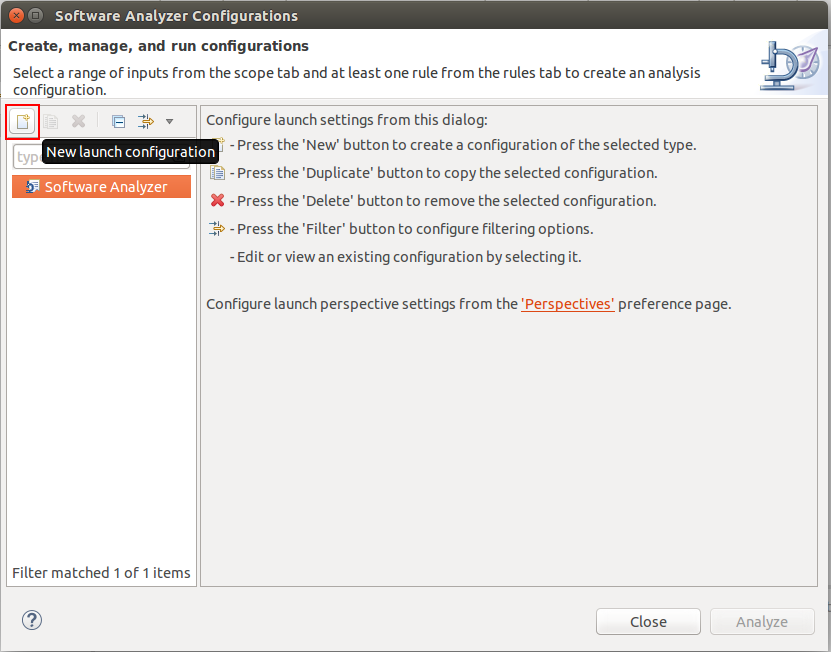 Software Analyzer Configurations
Create, manage, and run configurations
Select a range of inputs from the scope tab and at least one rule from the rules tab to create an analysis
configuration.
Configure launch settings from this dialog:
type
New launch configuration
- Press the 'New' button to create a configuration of the selected type.
- Press the 'Duplicate' button to copy the selected configuration.
Software Analyzer
- Press the 'Delete' button to remove the selected configuration.
- Press the 'Filter' button to configure filtering options.
- Edit or view an existing configuration by selecting it.
Configure launch perspective settings from the 'Perspectives' preference page.
Filter matched 1 of 1 items
?
Close
Analyze